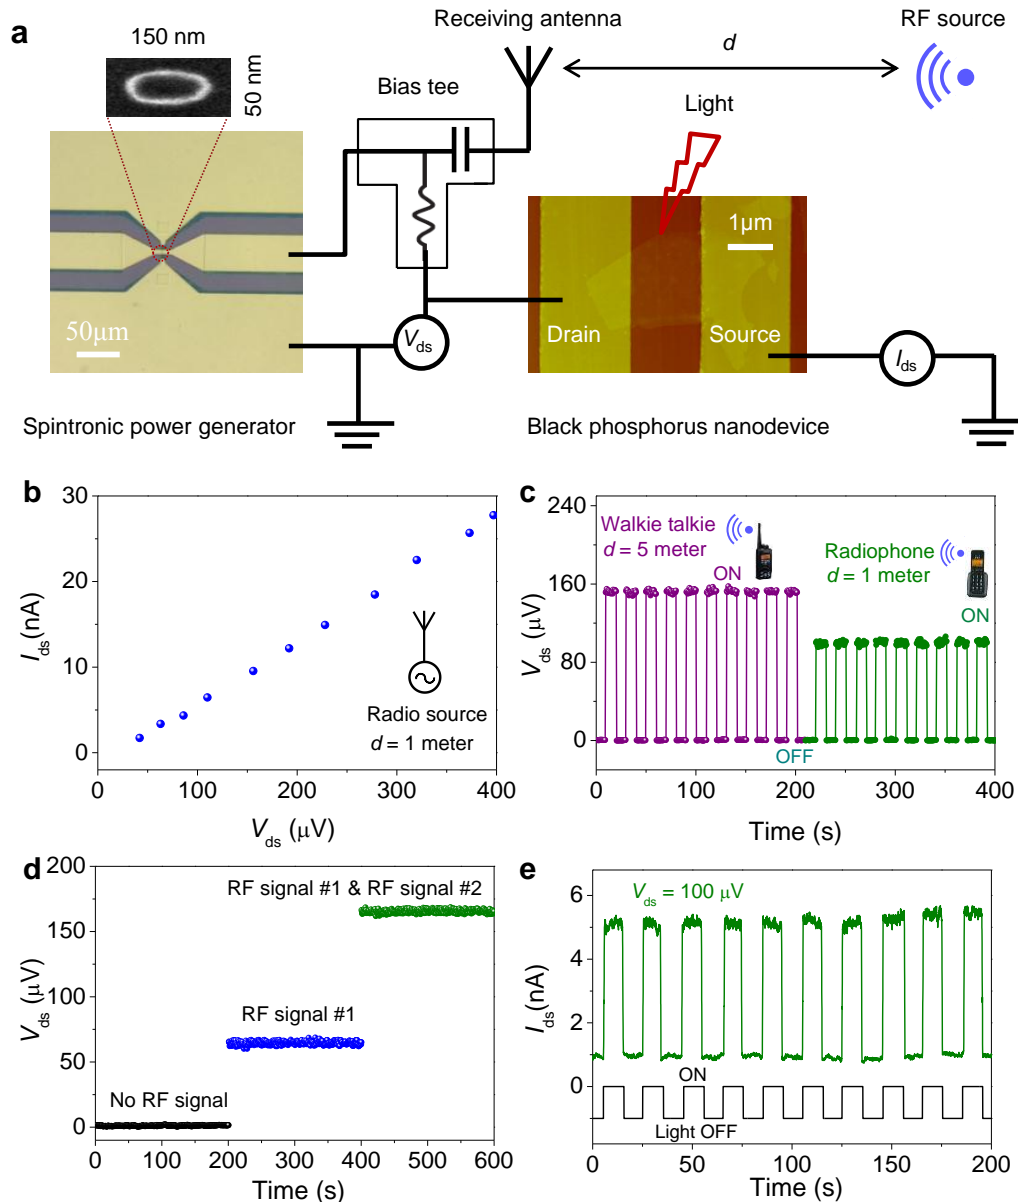 a
150 nm
50 nm
Receiving antenna
d
RF source
Bias tee
Light
1μm
50μm
Vds
Drain
Source
Ids
Spintronic power generator
Black phosphorus nanodevice
b
30
20
10
0
Ids(nA)
0
100
200
300
400
Vds (μV)
Radio source
d = 1 meter
c
240
160
80
0
Vds (μV)
Walkie talkie
d = 5 meter
ON
Radiophone
d = 1 meter
ON
OFF
0
100
200
300
400
Time (s)
d
200
150
100
50
0
Vds (μV)
RF signal #1 & RF signal #2
RF signal #1
No RF signal
0
100
200
300
400
500
600
Time (s)
e
6
4
2
0
Ids(nA)
Vds = 100 μV
ON
Light OFF
0
50
100
150
200
Time (s)